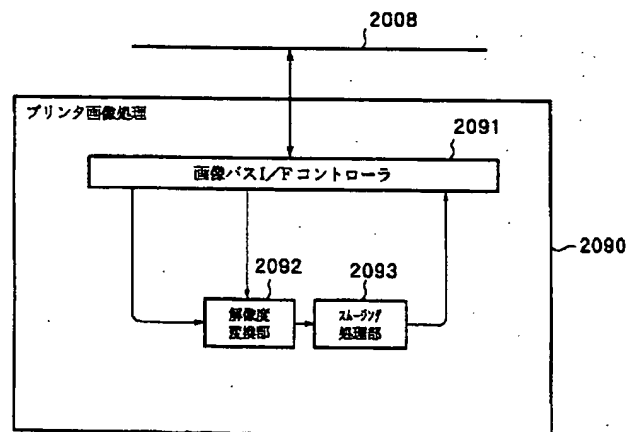 2008
プリンタ画像処理
2091
画像バスI/Fコントローラ
2090
2092
2093
解像度
変換部
スムージング
処理部